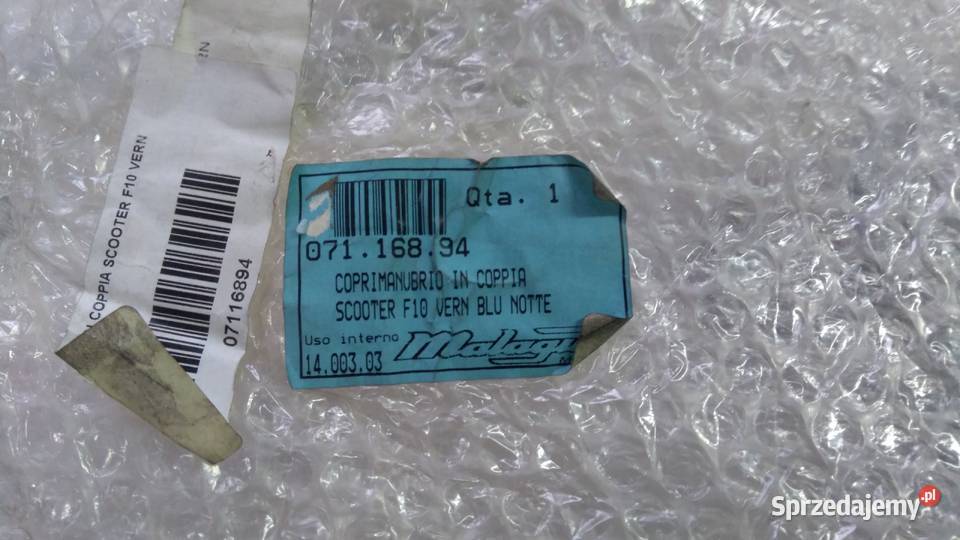 COPPIA SCOOTER F10 VERN
07116894
Qta. 1
071.168.94
COPRIMANUBRIO IN COPPIA
SCOOTER F10 VERN BLU NOTTE
Uso interno
14.003.03
Sprzedajemy.pl